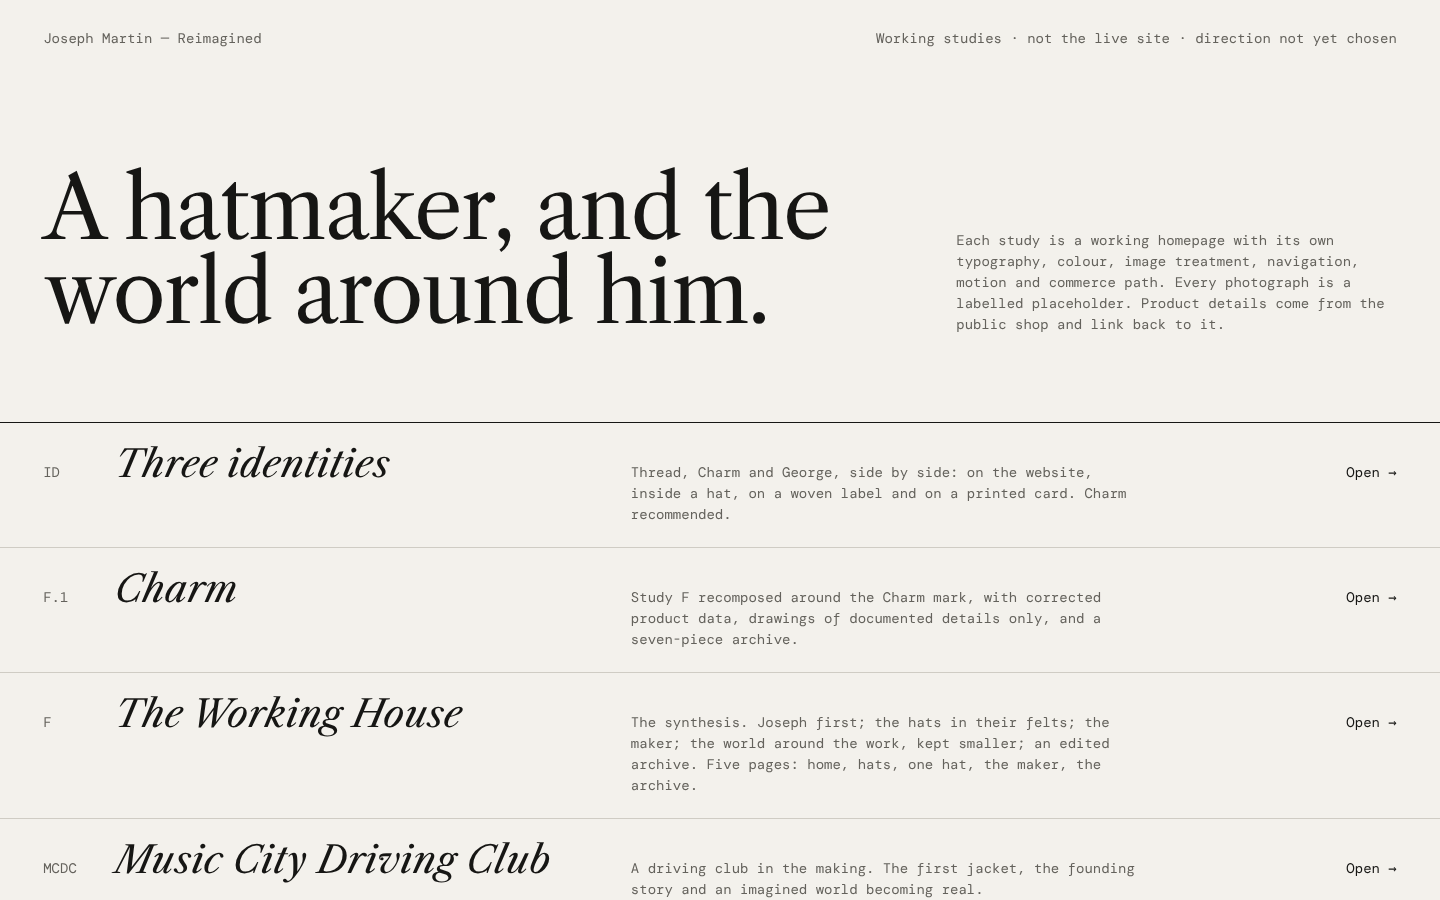 Joseph Martin — Reimagined
Working studies · not the live site · direction not yet chosen
A hatmaker, and the
world around him.
Each study is a working homepage with its own
typography, colour, image treatment, navigation,
motion and commerce path. Every photograph is a
labelled placeholder. Product details come from the
public shop and link back to it.
ID
Three identities
Thread, Charm and George, side by side: on the website,
inside a hat, on a woven label and on a printed card. Charm
recommended.
Open →
F.1
Charm
Study F recomposed around the Charm mark, with corrected
product data, drawings of documented details only, and a
seven-piece archive.
Open →
F
The Working House
The synthesis. Joseph first; the hats in their felts; the
maker; the world around the work, kept smaller; an edited
archive. Five pages: home, hats, one hat, the maker, the
archive.
Open →
MCDC
Music City Driving Club
A driving club in the making. The first jacket, the founding
story and an imagined world becoming real.
Open →